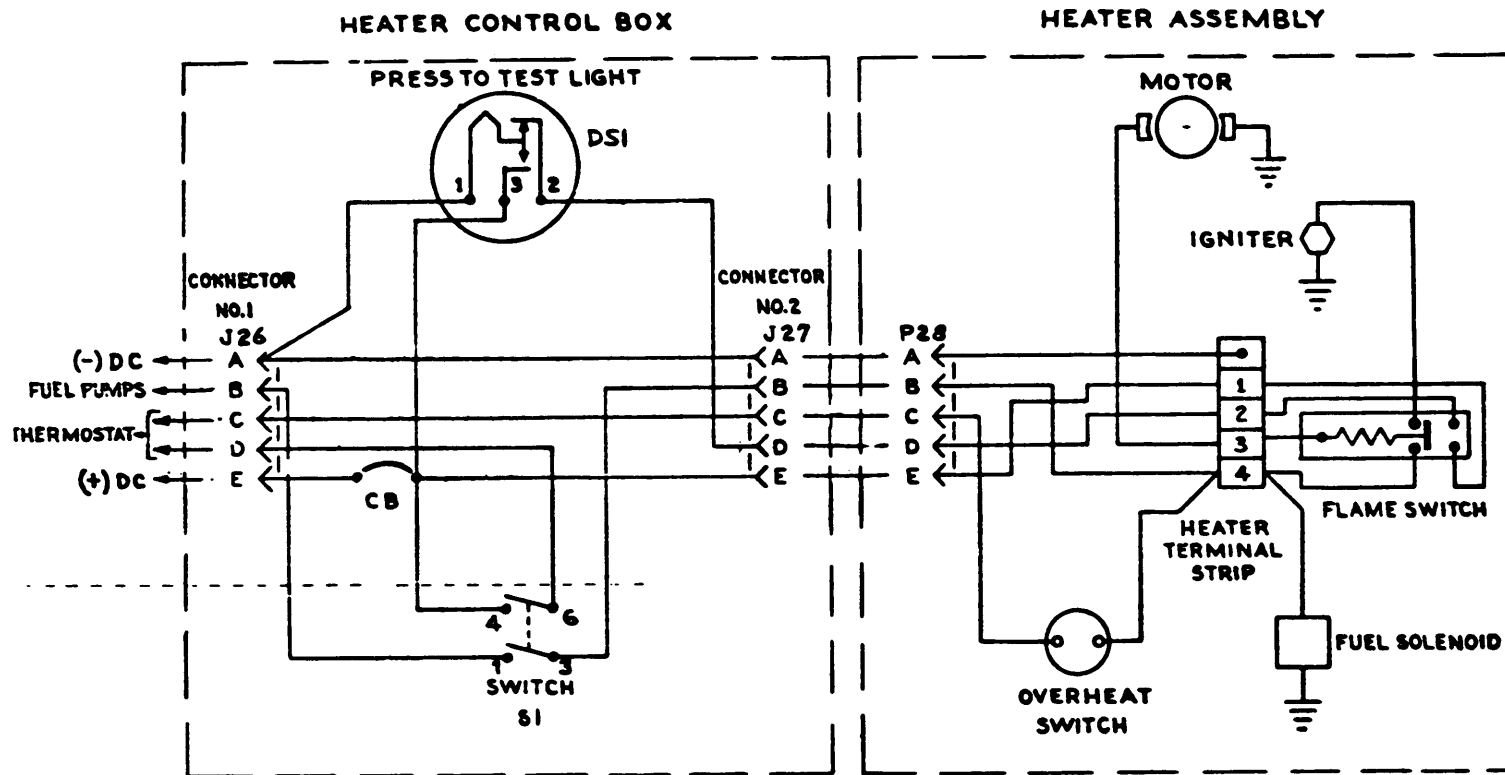 HEATER CONTROL BOX
HEATER ASSEMBLY
PRESS TO TEST LIGHT
DS1
1 3 2
MOTOR
IGNITER
CONNECTOR
NO.1
J26
CONNECTOR
NO.2
J27
P28
(-) DC
A
A
A
FUEL PUMPS
B
B
B
THERMOSTAT
C
C
C
D
D
D
(+) DC
E
E
E
CB
1
2
3
4
FLAME SWITCH
HEATER
TERMINAL
STRIP
4
6
1
3
SWITCH
S1
OVERHEAT
SWITCH
FUEL SOLENOID